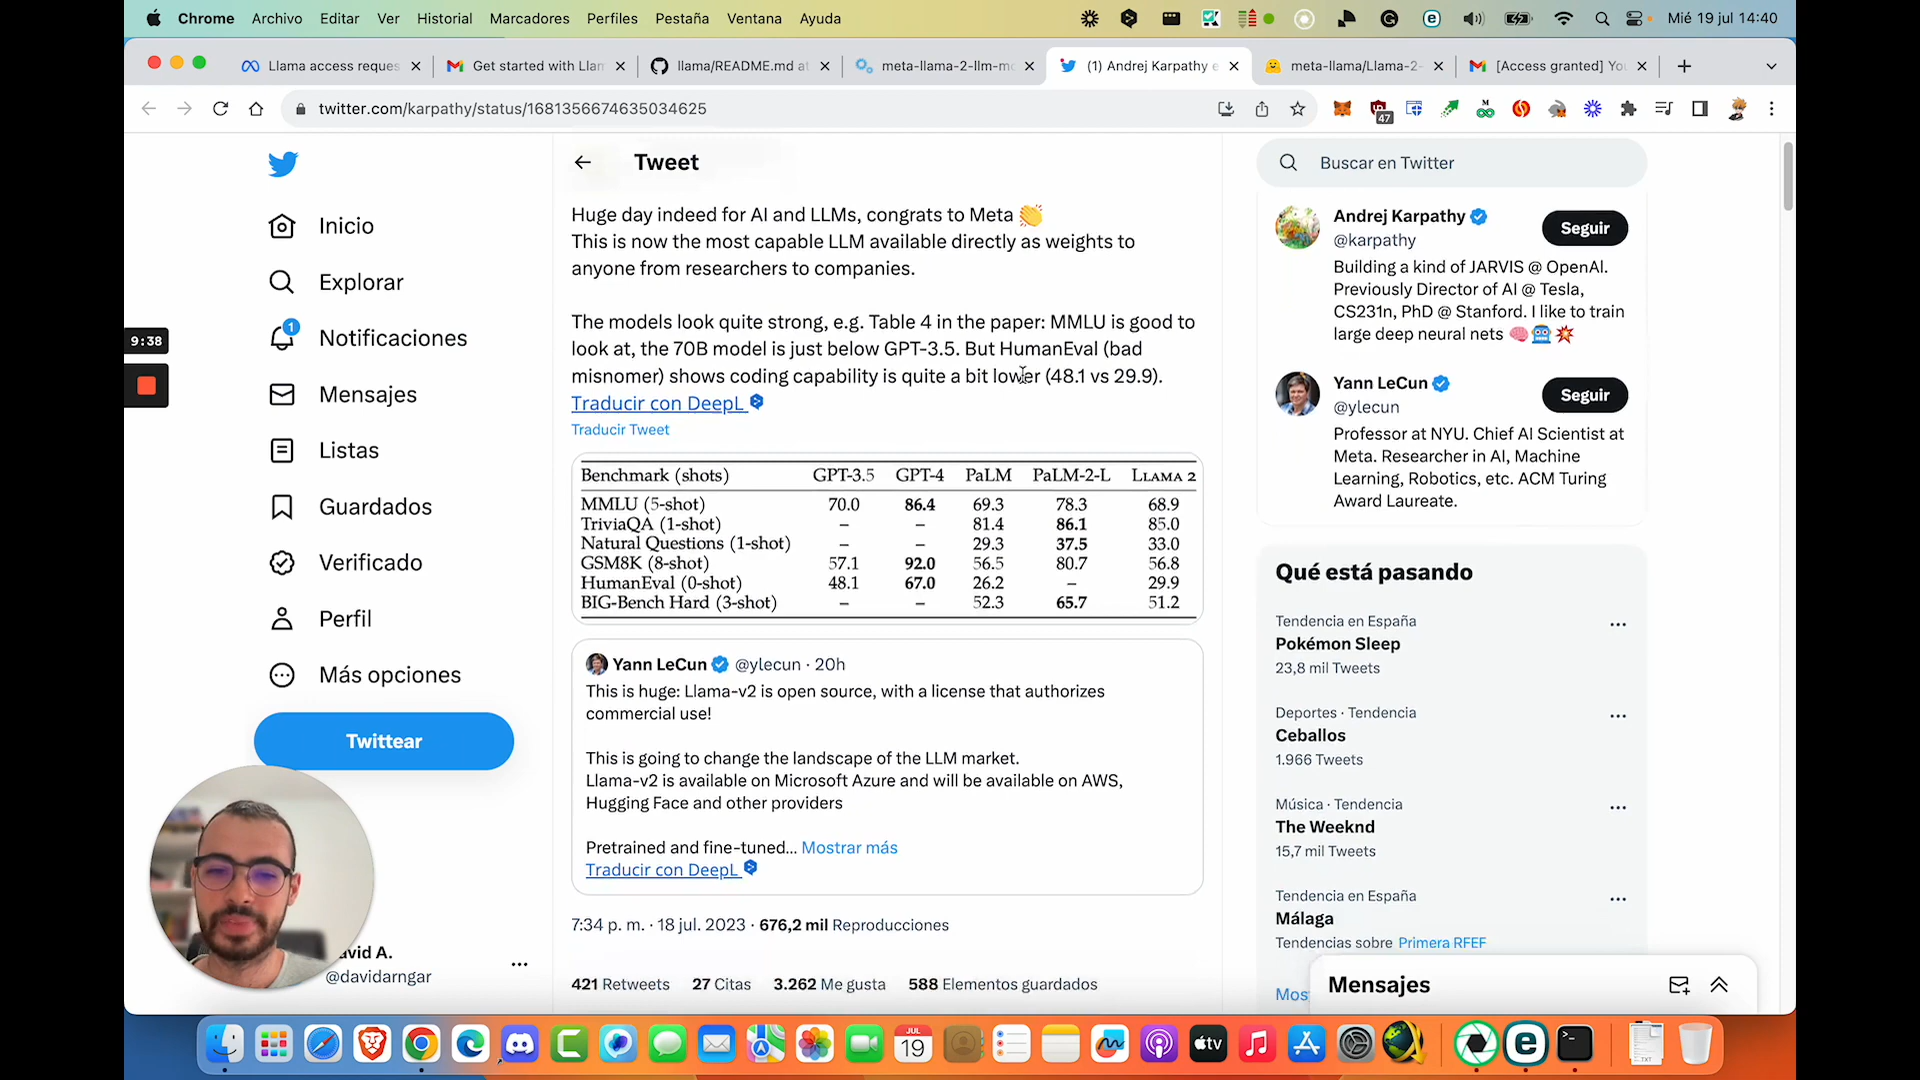 Chrome Archivo Editar Ver Historial Marcadores Perfiles Pestaña Ventana Ayuda
Mié 19 jul 14:40
Llama access reques
Get started with Llam
llama/README.md at
meta-llama-2-llm-mo
(1) Andrej Karpathy e
meta-llama/Llama-2-
[Access granted] You
twitter.com/karpathy/status/1681356674635034625
47
9:38
Inicio
Explorar
1
Notificaciones
Mensajes
Listas
Guardados
Verificado
Perfil
Más opciones
Twittear
avid A.
@davidarngar
Tweet
Huge day indeed for AI and LLMs, congrats to Meta 👏
This is now the most capable LLM available directly as weights to
anyone from researchers to companies.
The models look quite strong, e.g. Table 4 in the paper: MMLU is good to
look at, the 70B model is just below GPT-3.5. But HumanEval (bad
misnomer) shows coding capability is quite a bit lower (48.1 vs 29.9).
Traducir con DeepL
Traducir Tweet
Benchmark (shots) GPT-3.5 GPT-4 PaLM PaLM-2-L LLAMA 2
MMLU (5-shot) 70.0 86.4 69.3 78.3 68.9
TriviaQA (1-shot) – – 81.4 86.1 85.0
Natural Questions (1-shot) – – 29.3 37.5 33.0
GSM8K (8-shot) 57.1 92.0 56.5 80.7 56.8
HumanEval (0-shot) 48.1 67.0 26.2 – 29.9
BIG-Bench Hard (3-shot) – – 52.3 65.7 51.2
Yann LeCun @ylecun · 20h
This is huge: Llama-v2 is open source, with a license that authorizes
commercial use!
This is going to change the landscape of the LLM market.
Llama-v2 is available on Microsoft Azure and will be available on AWS,
Hugging Face and other providers
Pretrained and fine-tuned... Mostrar más
Traducir con DeepL
7:34 p. m. · 18 jul. 2023 · 676,2 mil Reproducciones
421 Retweets 27 Citas 3.262 Me gusta 588 Elementos guardados
Buscar en Twitter
Andrej Karpathy
@karpathy
Seguir
Building a kind of JARVIS @ OpenAI.
Previously Director of AI @ Tesla,
CS231n, PhD @ Stanford. I like to train
large deep neural nets 🧠🤖💥
Yann LeCun
@ylecun
Seguir
Professor at NYU. Chief AI Scientist at
Meta. Researcher in AI, Machine
Learning, Robotics, etc. ACM Turing
Award Laureate.
Qué está pasando
Tendencia en España
Pokémon Sleep
23,8 mil Tweets
Deportes · Tendencia
Ceballos
1.966 Tweets
Música · Tendencia
The Weeknd
15,7 mil Tweets
Tendencia en España
Málaga
Tendencias sobre Primera RFEF
Mos
Mensajes
JUL
19
tv
TXT